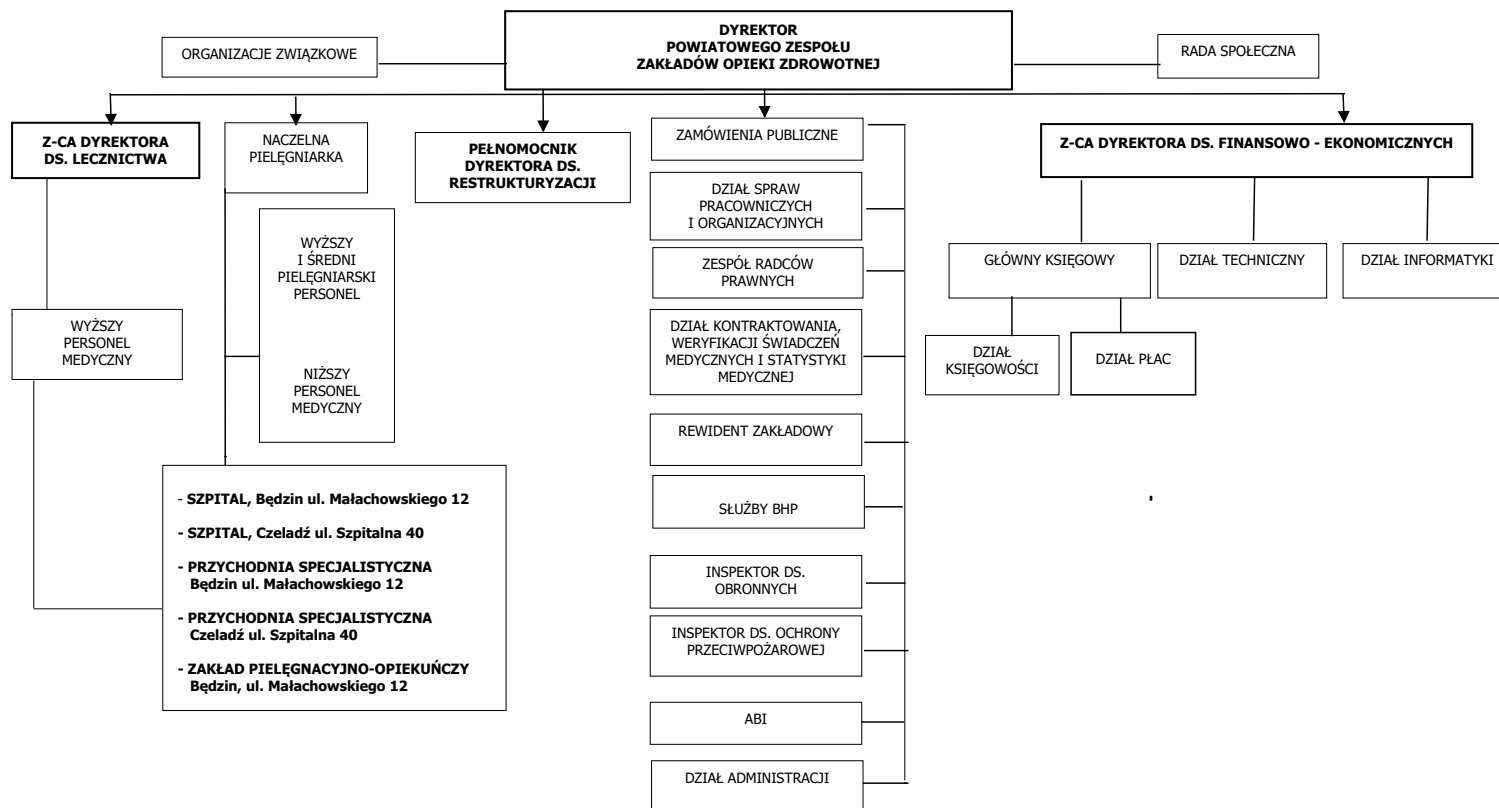 DYREKTOR
POWIATOWEGO ZESPOŁU
ZAKŁADÓW OPIEKI ZDROWOTNEJ
ORGANIZACJE ZWIĄZKOWE
RADA SPOŁECZNA
Z-CA DYREKTORA
DS. LECZNICTWA
NACZELNA
PIELĘGNIARKA
PEŁNOMOCNIK
DYREKTORA DS.
RESTRUKTURYZACJI
ZAMÓWIENIA PUBLICZNE
Z-CA DYREKTORA DS. FINANSOWO - EKONOMICZNYCH
DZIAŁ SPRAW
PRACOWNICZYCH
I ORGANIZACYJNYCH
WYŻSZY
I ŚREDNI
PIELĘGNIARSKI
PERSONEL
NIŻSZY
PERSONEL
MEDYCZNY
ZESPÓŁ RADCÓW
PRAWNYCH
GŁÓWNY KSIĘGOWY
DZIAŁ TECHNICZNY
DZIAŁ INFORMATYKI
WYŻSZY
PERSONEL
MEDYCZNY
DZIAŁ KONTRAKTOWANIA,
WERYFIKACJI ŚWIADCZEŃ
MEDYCZNYCH I STATYSTYKI
MEDYCZNEJ
DZIAŁ
KSIĘGOWOŚCI
DZIAŁ PŁAC
REWIDENT ZAKŁADOWY
- SZPITAL, Będzin ul. Małachowskiego 12
- SZPITAL, Czeladź ul. Szpitalna 40
- PRZYCHODNIA SPECJALISTYCZNA
Będzin ul. Małachowskiego 12
- PRZYCHODNIA SPECJALISTYCZNA
Czeladź ul. Szpitalna 40
- ZAKŁAD PIELĘGNACYJNO-OPIEKUŃCZY
Będzin, ul. Małachowskiego 12
SŁUŻBY BHP
INSPEKTOR DS.
OBRONNYCH
INSPEKTOR DS. OCHRONY
PRZECIWPOŻAROWEJ
ABI
DZIAŁ ADMINISTRACJI